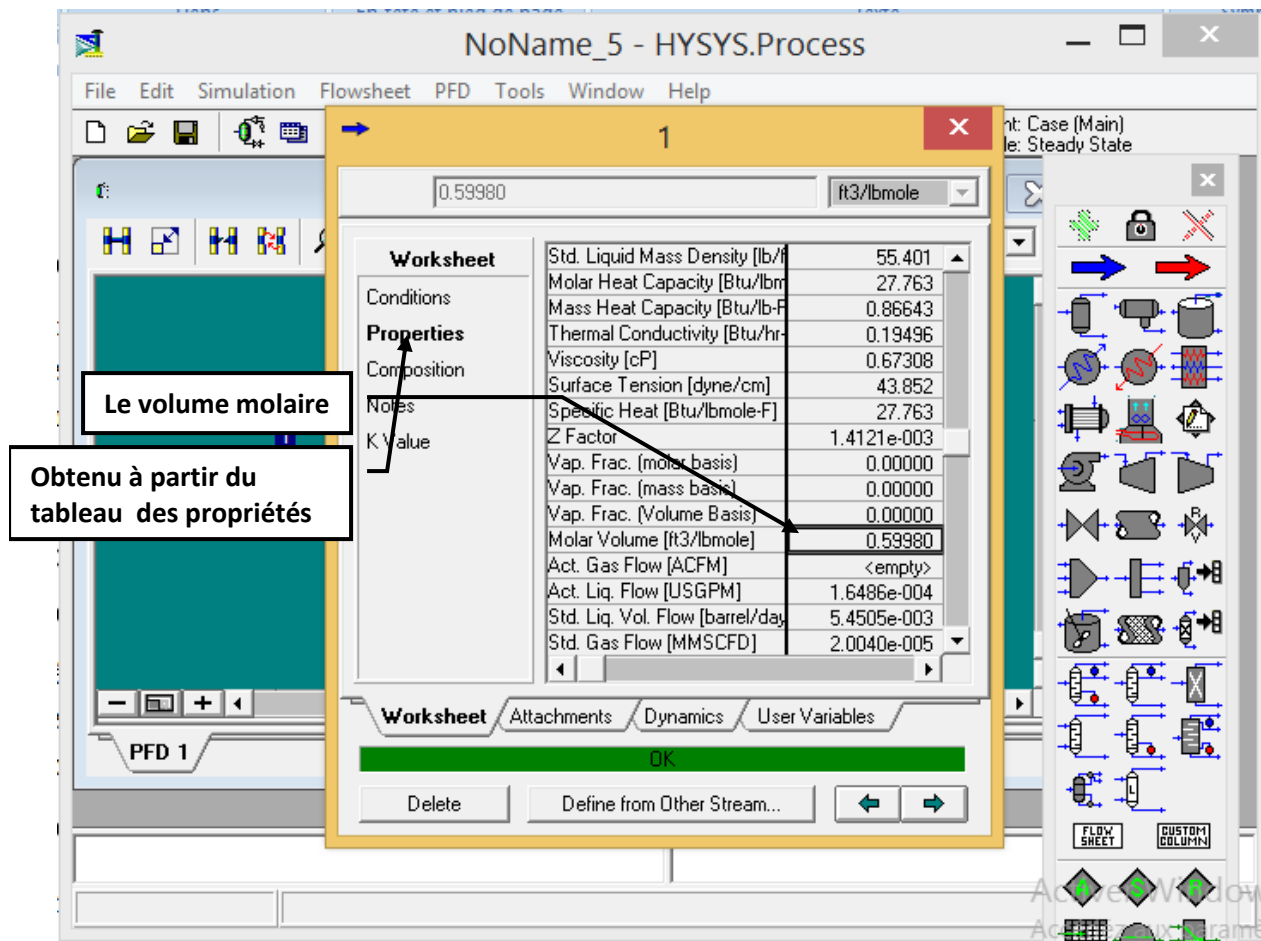 NoName_5 - HYSYS.Process
File Edit Simulation Flowsheet PFD Tools Window Help
1
nt: Case (Main)
le: Steady State
0.59980 ft3/lbmole
Worksheet
Conditions
Properties
Composition
Notes
K Value
Std. Liquid Mass Density [lb/f 55.401
Molar Heat Capacity [Btu/lbm 27.763
Mass Heat Capacity [Btu/lb-F 0.86643
Thermal Conductivity [Btu/hr- 0.19496
Viscosity [cP] 0.67308
Surface Tension [dyne/cm] 43.852
Specific Heat [Btu/lbmole-F] 27.763
Z Factor 1.4121e-003
Vap. Frac. (molar basis) 0.00000
Vap. Frac. (mass basis) 0.00000
Vap. Frac. (Volume Basis) 0.00000
Molar Volume [ft3/lbmole] 0.59980
Act. Gas Flow [ACFM] <empty>
Act. Liq. Flow [USGPM] 1.6486e-004
Std. Liq. Vol. Flow [barrel/day 5.4505e-003
Std. Gas Flow [MMSCFD] 2.0040e-005
Le volume molaire
Obtenu à partir du
tableau des propriétés
Worksheet Attachments Dynamics User Variables
PFD 1
OK
Delete Define from Other Stream...
FLOW
SHEET
CUSTOM
COLUMN
A S R